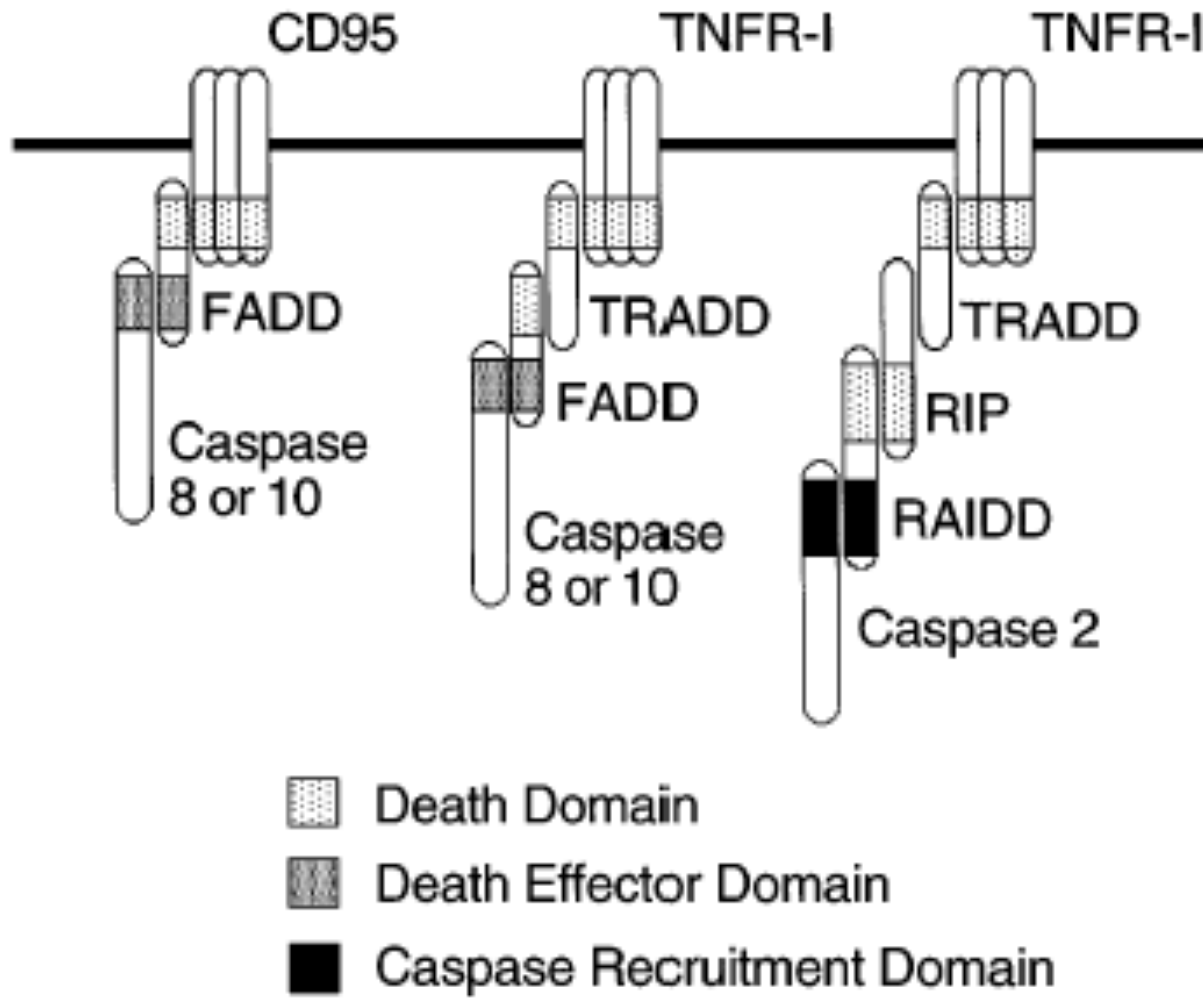 CD95
TNFR-I
TNFR-I
FADD
TRADD
TRADD
FADD
RIP
Caspase
8 or 10
RAIDD
Caspase
8 or 10
Caspase 2
Death Domain
Death Effector Domain
Caspase Recruitment Domain